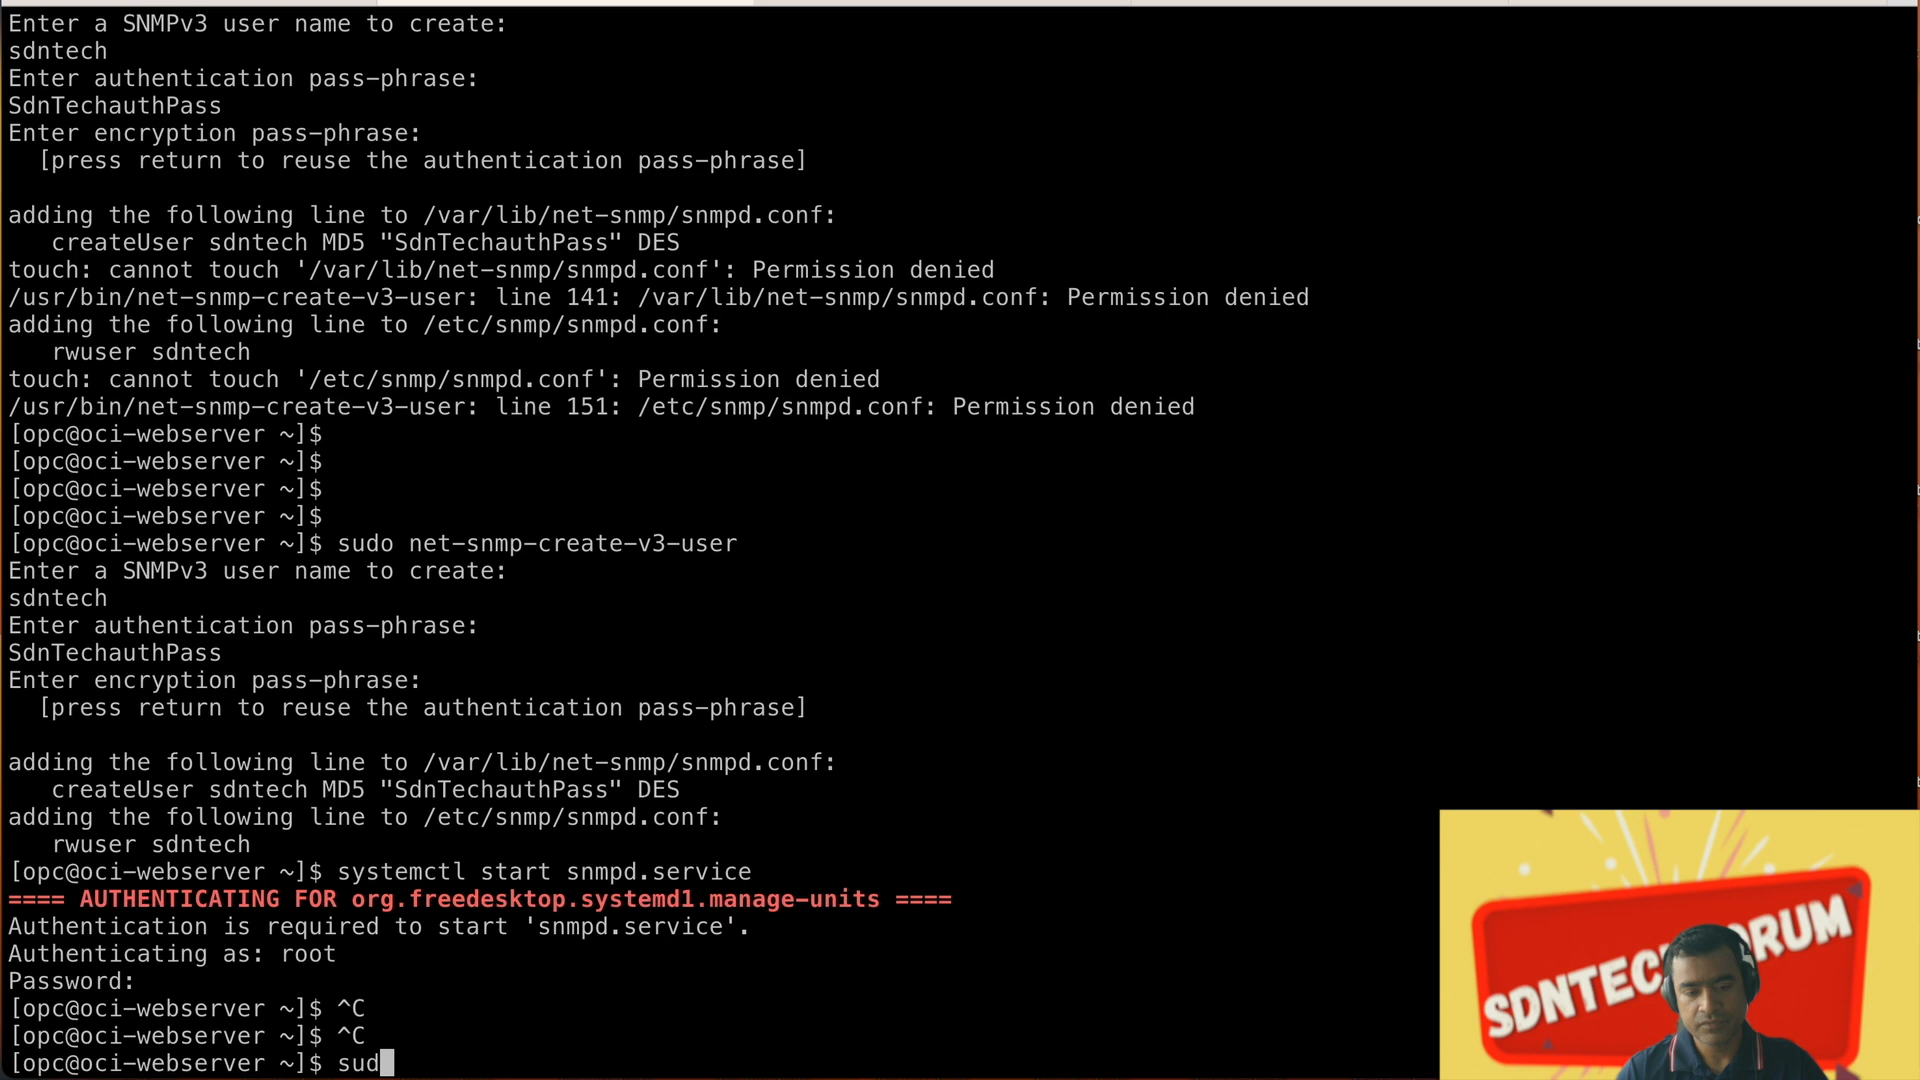 Enter a SNMPv3 user name to create:
sdntech
Enter authentication pass-phrase:
SdnTechauthPass
Enter encryption pass-phrase:
  [press return to reuse the authentication pass-phrase]
adding the following line to /var/lib/net-snmp/snmpd.conf:
   createUser sdntech MD5 "SdnTechauthPass" DES
touch: cannot touch '/var/lib/net-snmp/snmpd.conf': Permission denied
/usr/bin/net-snmp-create-v3-user: line 141: /var/lib/net-snmp/snmpd.conf: Permission denied
adding the following line to /etc/snmp/snmpd.conf:
   rwuser sdntech
touch: cannot touch '/etc/snmp/snmpd.conf': Permission denied
/usr/bin/net-snmp-create-v3-user: line 151: /etc/snmp/snmpd.conf: Permission denied
[opc@oci-webserver ~]$
[opc@oci-webserver ~]$
[opc@oci-webserver ~]$
[opc@oci-webserver ~]$
[opc@oci-webserver ~]$ sudo net-snmp-create-v3-user
Enter a SNMPv3 user name to create:
sdntech
Enter authentication pass-phrase:
SdnTechauthPass
Enter encryption pass-phrase:
  [press return to reuse the authentication pass-phrase]
adding the following line to /var/lib/net-snmp/snmpd.conf:
   createUser sdntech MD5 "SdnTechauthPass" DES
adding the following line to /etc/snmp/snmpd.conf:
   rwuser sdntech
[opc@oci-webserver ~]$ systemctl start snmpd.service
==== AUTHENTICATING FOR org.freedesktop.systemd1.manage-units ====
Authentication is required to start 'snmpd.service'.
Authenticating as: root
Password:
[opc@oci-webserver ~]$ ^C
[opc@oci-webserver ~]$ ^C
[opc@oci-webserver ~]$ sud